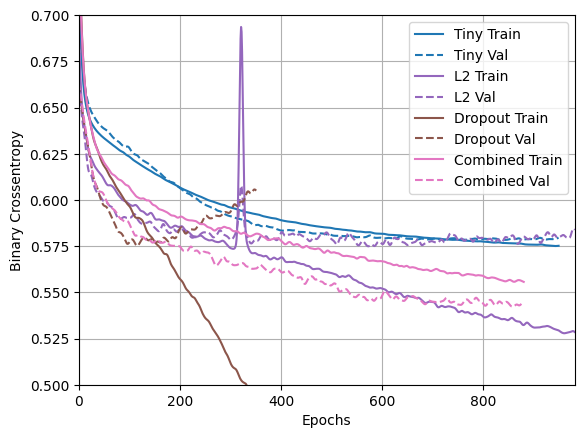 0.700
0.675
0.650
0.625
0.600
0.575
0.550
0.525
0.500
Binary Crossentropy
0
200
400
600
800
Epochs
Tiny Train
Tiny Val
L2 Train
L2 Val
Dropout Train
Dropout Val
Combined Train
Combined Val